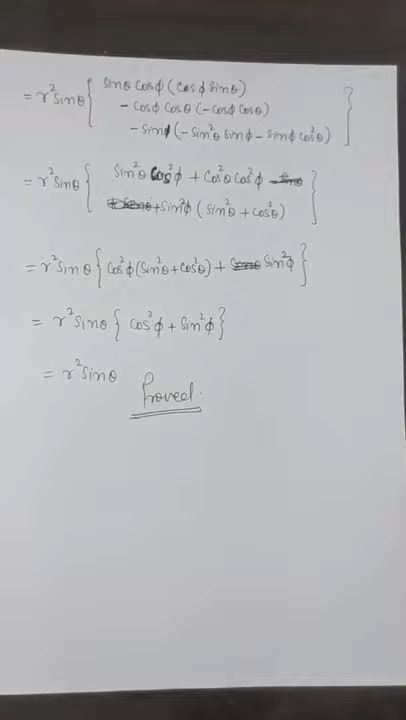 = r²sinθ { sinθ cosϕ (cosϕ sinθ)
- cosϕ cosθ (-cosϕ cosθ)
- sinϕ (-sin²θ sinϕ - sinϕ cos²θ) }
= r²sinθ { sin²θ cos²ϕ + cos²θ cos²ϕ
+ sin²ϕ (sin²θ + cos²θ) }
= r²sinθ { cos²ϕ (sin²θ + cos²θ) + sin²ϕ }
= r²sinθ { cos²ϕ + sin²ϕ }
= r²sinθ Proved.